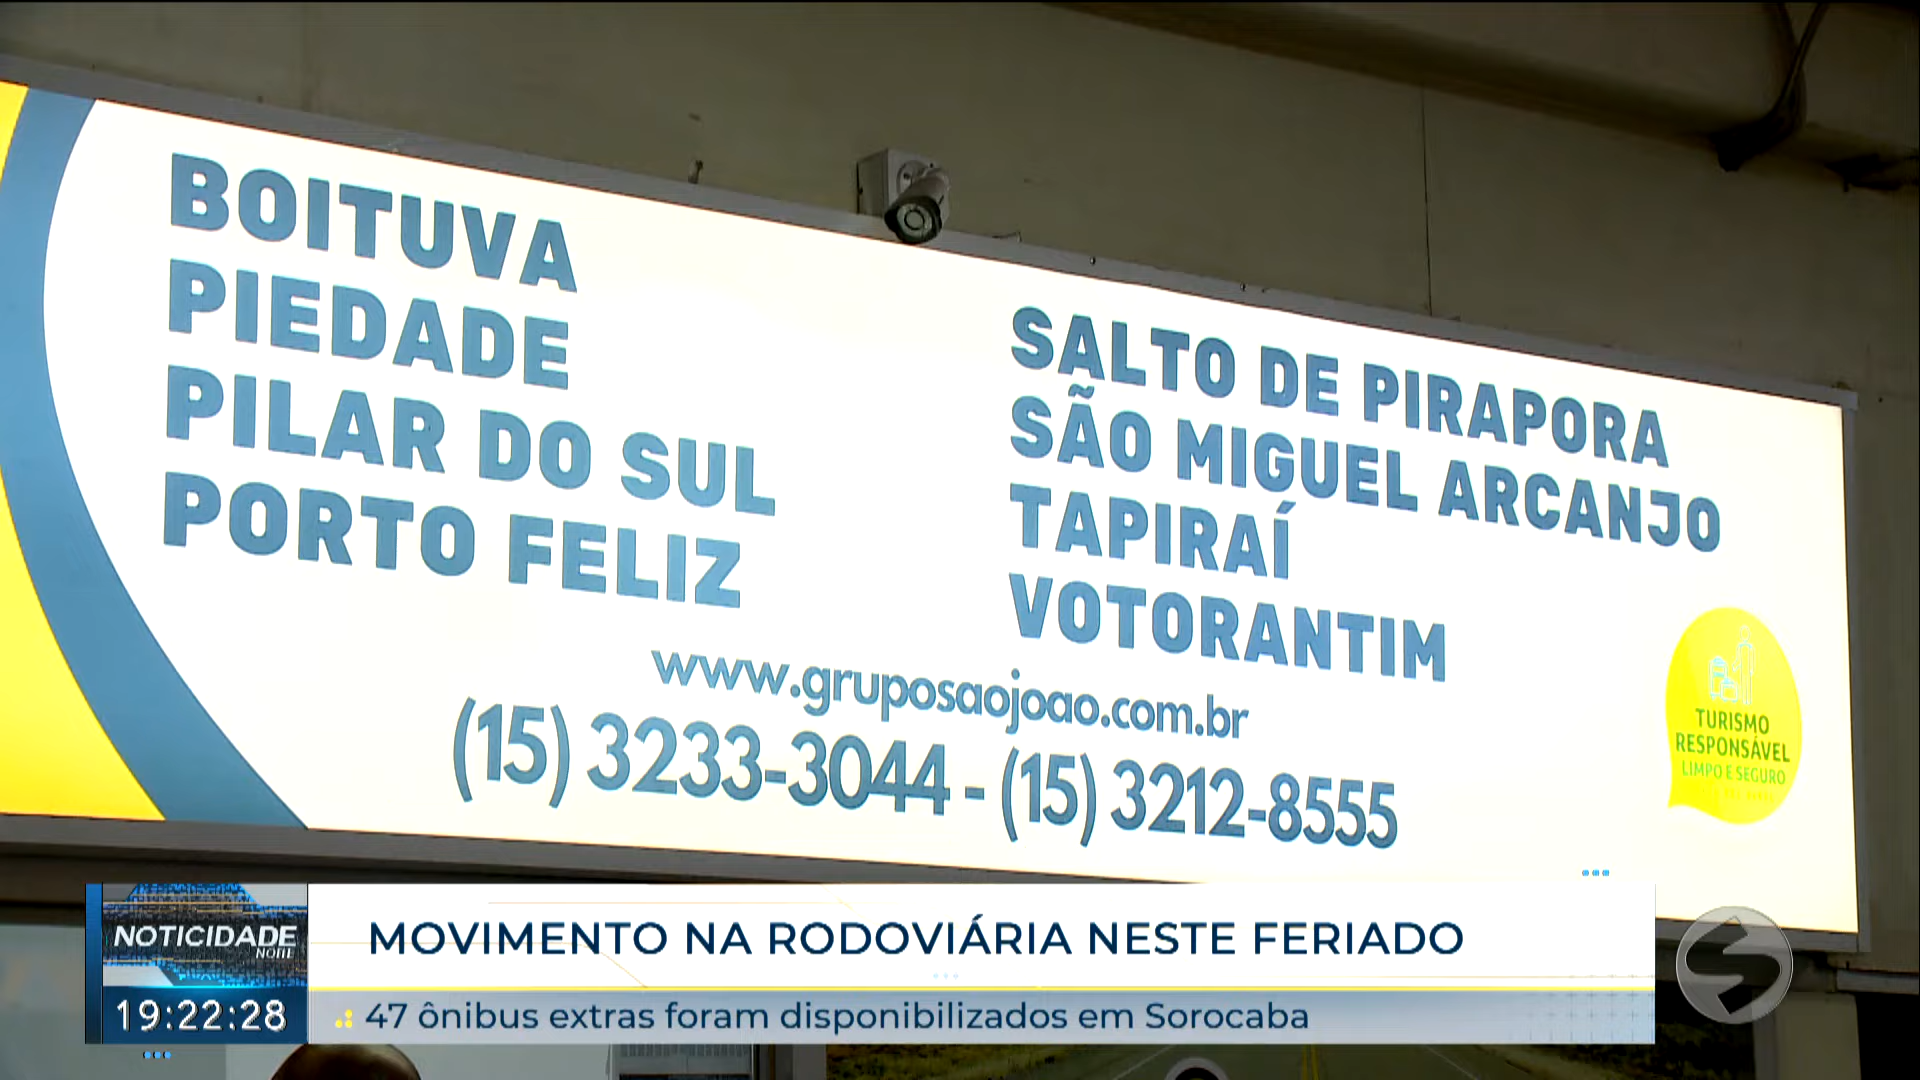 BOITUVA
PIEDADE
PILAR DO SUL
PORTO FELIZ
SALTO DE PIRAPORA
SÃO MIGUEL ARCANJO
TAPIRAÍ
VOTORANTIM
www.gruposaojoao.com.br
(15) 3233-3044 - (15) 3212-8555
TURISMO
RESPONSÁVEL
LIMPO E SEGURO
NOTICIDADE
NOITE
19:22:28
MOVIMENTO NA RODOVIÁRIA NESTE FERIADO
47 ônibus extras foram disponibilizados em Sorocaba